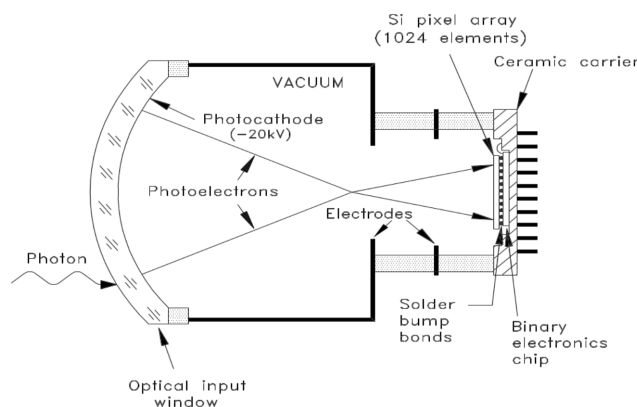 Si pixel array
(1024 elements)
Ceramic carrier
VACUUM
Photocathode
(-20kV)
Photoelectrons
Electrodes
Photon
Solder
bump
bonds
Binary
electronics
chip
Optical input
window